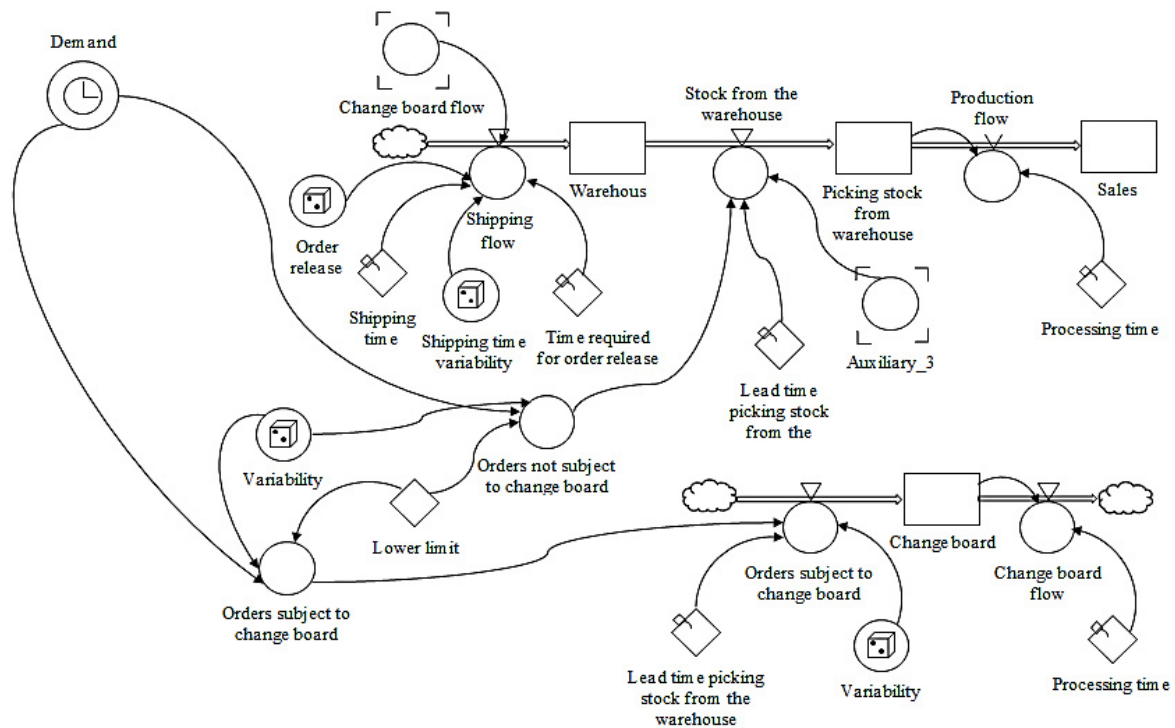 Demand
Change board flow
Stock from the
warehouse
Production
flow
Warehous
Picking stock
from
warehouse
Sales
Order
release
Shipping
flow
Shipping
time
Shipping time
variability
Time required
for order release
Auxiliary_3
Processing time
Lead time
picking stock
from the
Variability
Orders not subject
to change board
Lower limit
Orders subject to
change board
Change board
Orders subject to
change board
Change board
flow
Lead time picking
stock from the
warehouse
Variability
Processing time